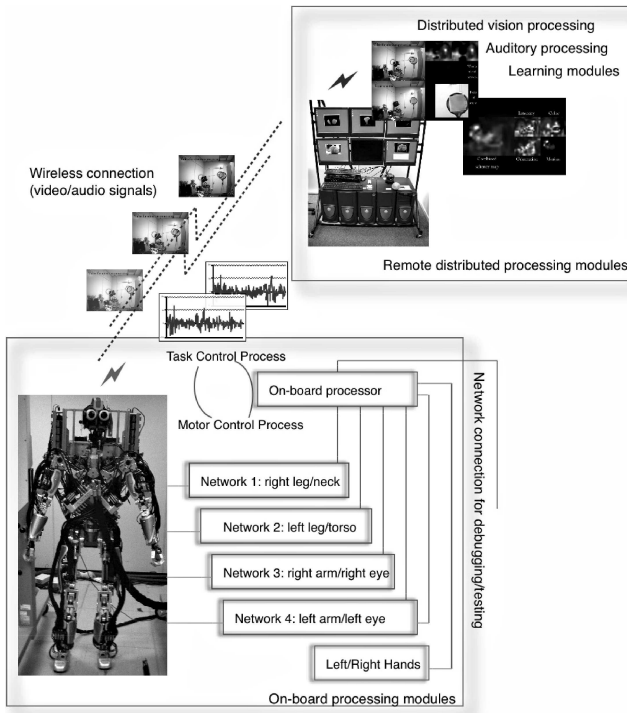 Distributed vision processing
Auditory processing
Learning modules
Wireless connection
(video/audio signals)
Remote distributed processing modules
Task Control Process
On-board processor
Motor Control Process
Network connection for debugging/testing
Network 1: right leg/neck
Network 2: left leg/torso
Network 3: right arm/right eye
Network 4: left arm/left eye
Left/Right Hands
On-board processing modules